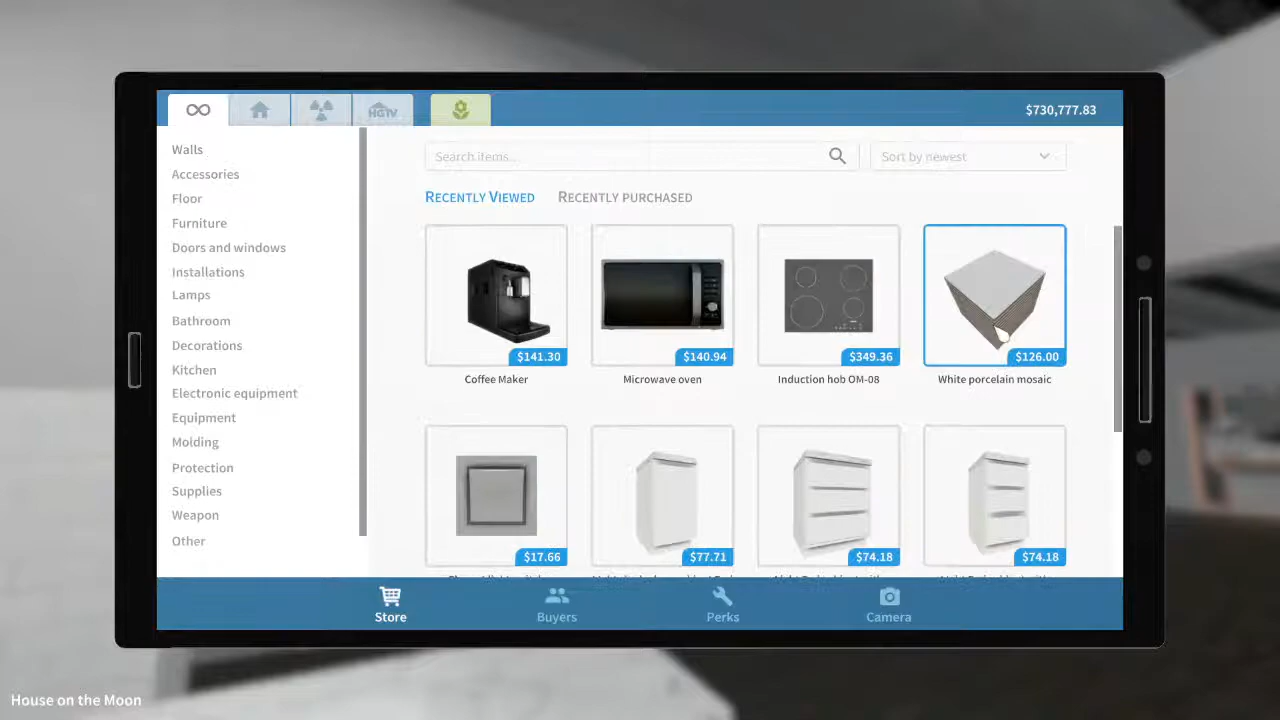 HGTV
$730,777.83
Walls
Accessories
Floor
Furniture
Doors and windows
Installations
Lamps
Bathroom
Decorations
Kitchen
Electronic equipment
Equipment
Molding
Protection
Supplies
Weapon
Other
Search items...
Sort by newest
RECENTLY VIEWED
RECENTLY PURCHASED
$141.30
$140.94
$349.36
$126.00
Coffee Maker
Microwave oven
Induction hob OM-08
White porcelain mosaic
$17.66
$77.71
$74.18
$74.18
Store
Buyers
Perks
Camera
House on the Moon